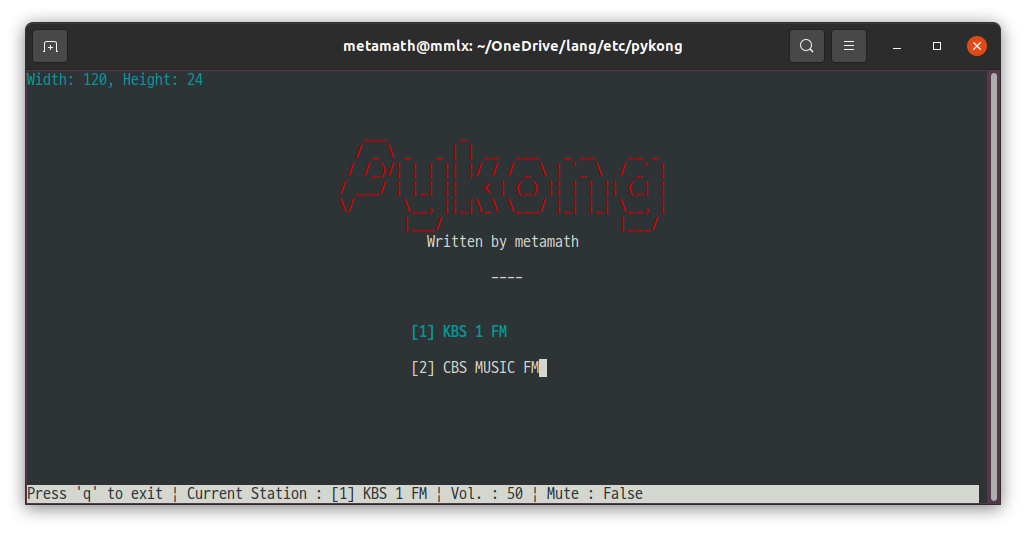 metamath@mmlx: ~/OneDrive/lang/etc/pykong
Width: 120, Height: 24
Pykong
Written by metamath
----
[1] KBS 1 FM
[2] CBS MUSIC FM
Press 'q' to exit ¦ Current Station : [1] KBS 1 FM ¦ Vol. : 50 ¦ Mute : False